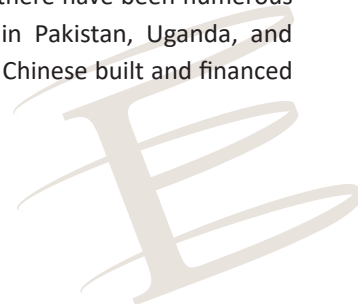 there have been numerous
in Pakistan, Uganda, and
Chinese built and financed